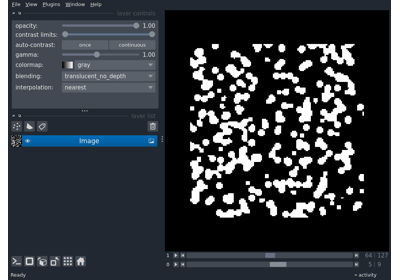 File View Plugins Window Help
layer controls
opacity: 1.00
contrast limits:
auto-contrast: once continuous
gamma: 1.00
colormap: gray
blending: translucent_no_depth
interpolation: nearest
layer list
Image
1 64 127
0 5 9
Ready activity